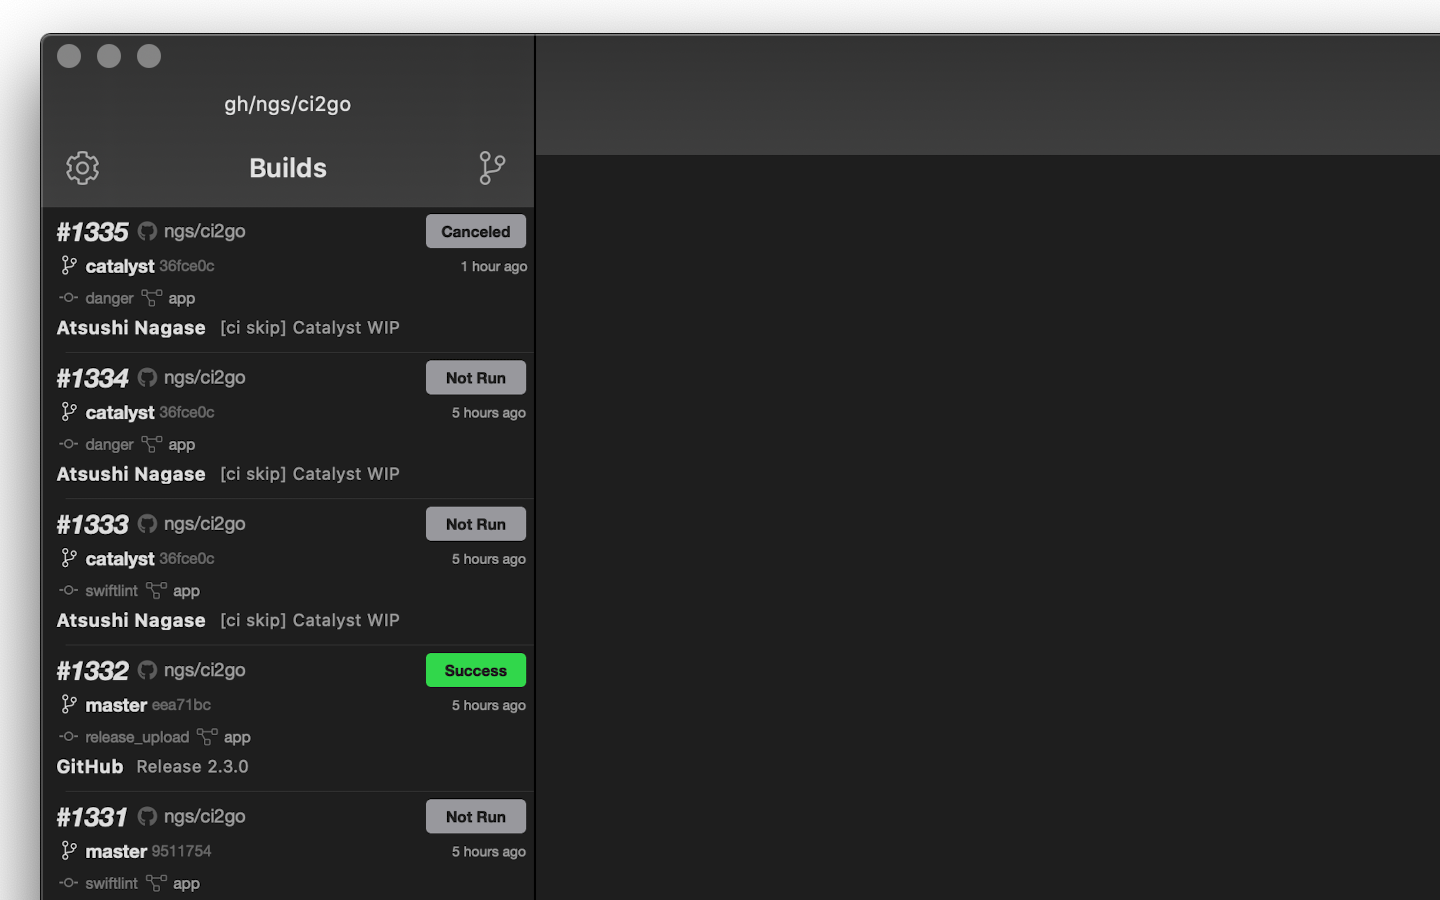 gh/ngs/ci2go
Builds
#1335 ngs/ci2go Canceled
catalyst 36fce0c 1 hour ago
danger app
Atsushi Nagase [ci skip] Catalyst WIP
#1334 ngs/ci2go Not Run
catalyst 36fce0c 5 hours ago
danger app
Atsushi Nagase [ci skip] Catalyst WIP
#1333 ngs/ci2go Not Run
catalyst 36fce0c 5 hours ago
swiftlint app
Atsushi Nagase [ci skip] Catalyst WIP
#1332 ngs/ci2go Success
master eea71bc 5 hours ago
release_upload app
GitHub Release 2.3.0
#1331 ngs/ci2go Not Run
master 9511754 5 hours ago
swiftlint app